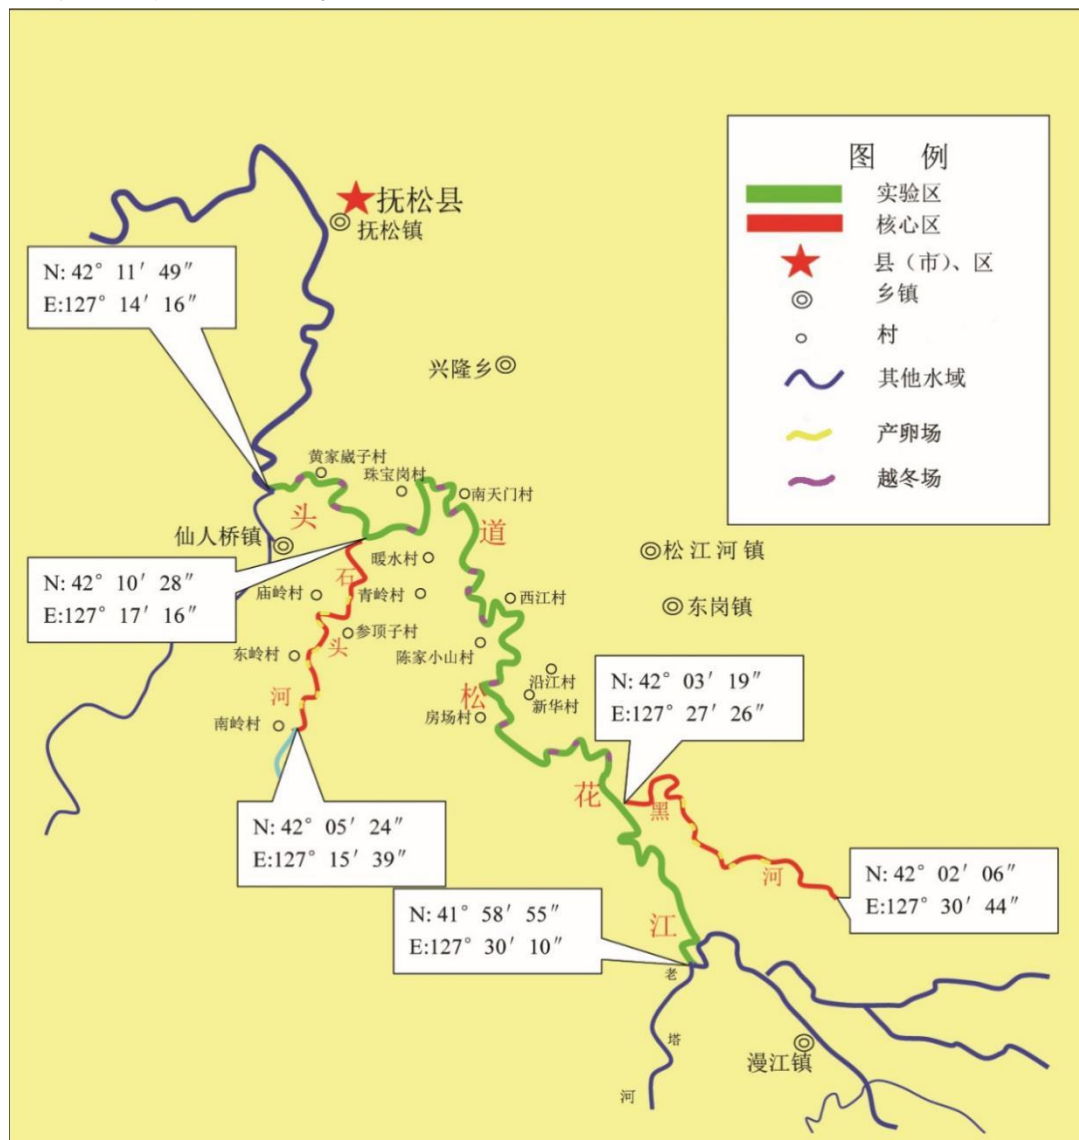 图 例
实验区
核心区
县（市）、区
乡镇
村
其他水域
产卵场
越冬场
抚松县
抚松镇
N: 42° 11′ 49″
E:127° 14′ 16″
兴隆乡
黄家崴子村
珠宝岗村
南天门村
头
道
仙人桥镇
松江河镇
暖水村
N: 42° 10′ 28″
E:127° 17′ 16″
石
庙岭村
青岭村
西江村
东岗镇
参顶子村
头
东岭村
陈家小山村
沿江村
N: 42° 03′ 19″
E:127° 27′ 26″
河
松
新华村
南岭村
房场村
花
黑
N: 42° 05′ 24″
E:127° 15′ 39″
河
N: 42° 02′ 06″
E:127° 30′ 44″
N: 41° 58′ 55″
E:127° 30′ 10″
江
老
塔
漫江镇
河